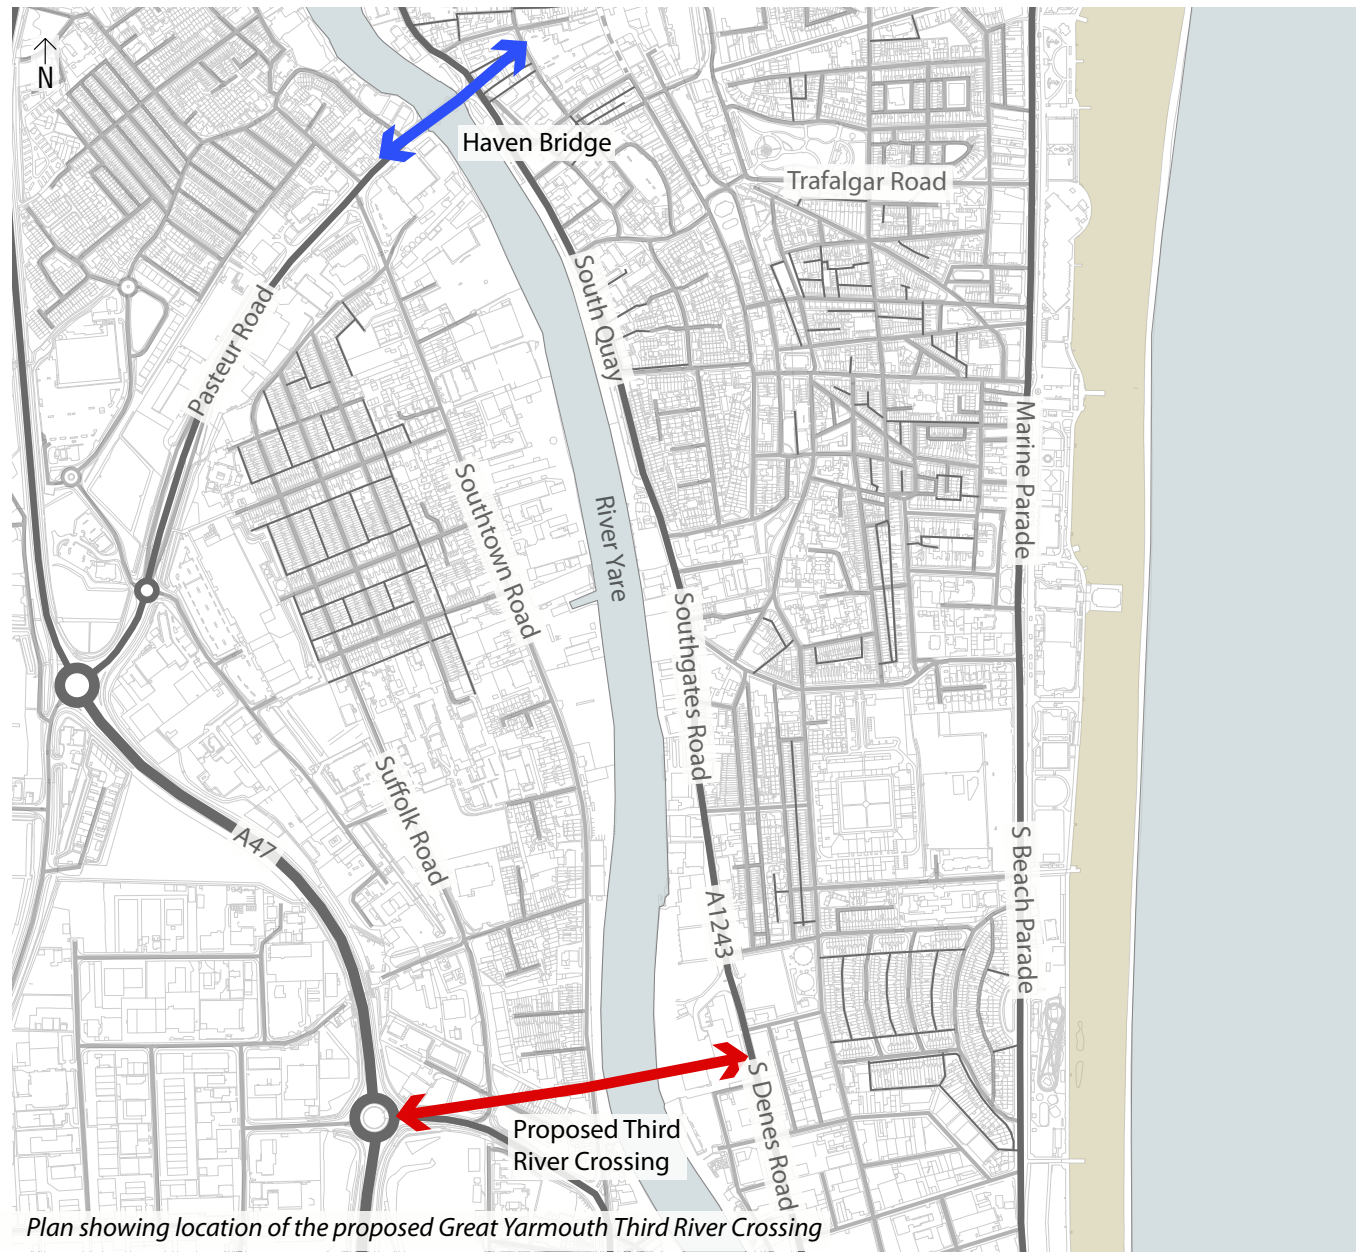 N
Haven Bridge
Trafalgar Road
South Quay
Pasteur Road
Marine Parade
Southtown Road
River Yare
Southgates Road
Suffolk Road
A47
S Beach Parade
A1243
S Denes Road
Proposed Third
River Crossing
Plan showing location of the proposed Great Yarmouth Third River Crossing